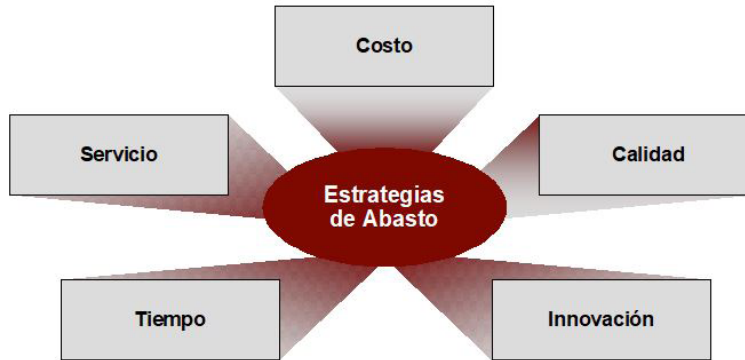 Costo
Servicio
Calidad
Estrategias
de Abasto
Tiempo
Innovación